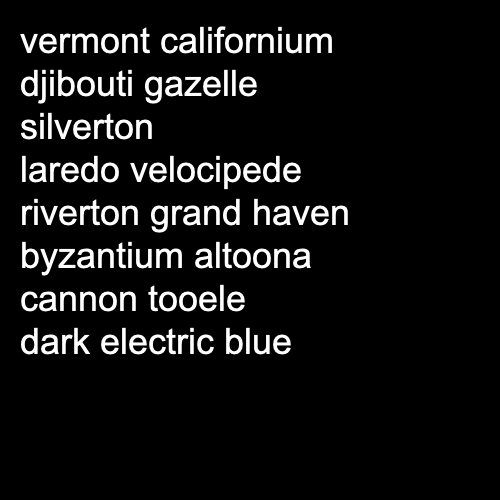 vermont californium
djibouti gazelle
silverton
laredo velocipede
riverton grand haven
byzantium altoona
cannon tooele
dark electric blue